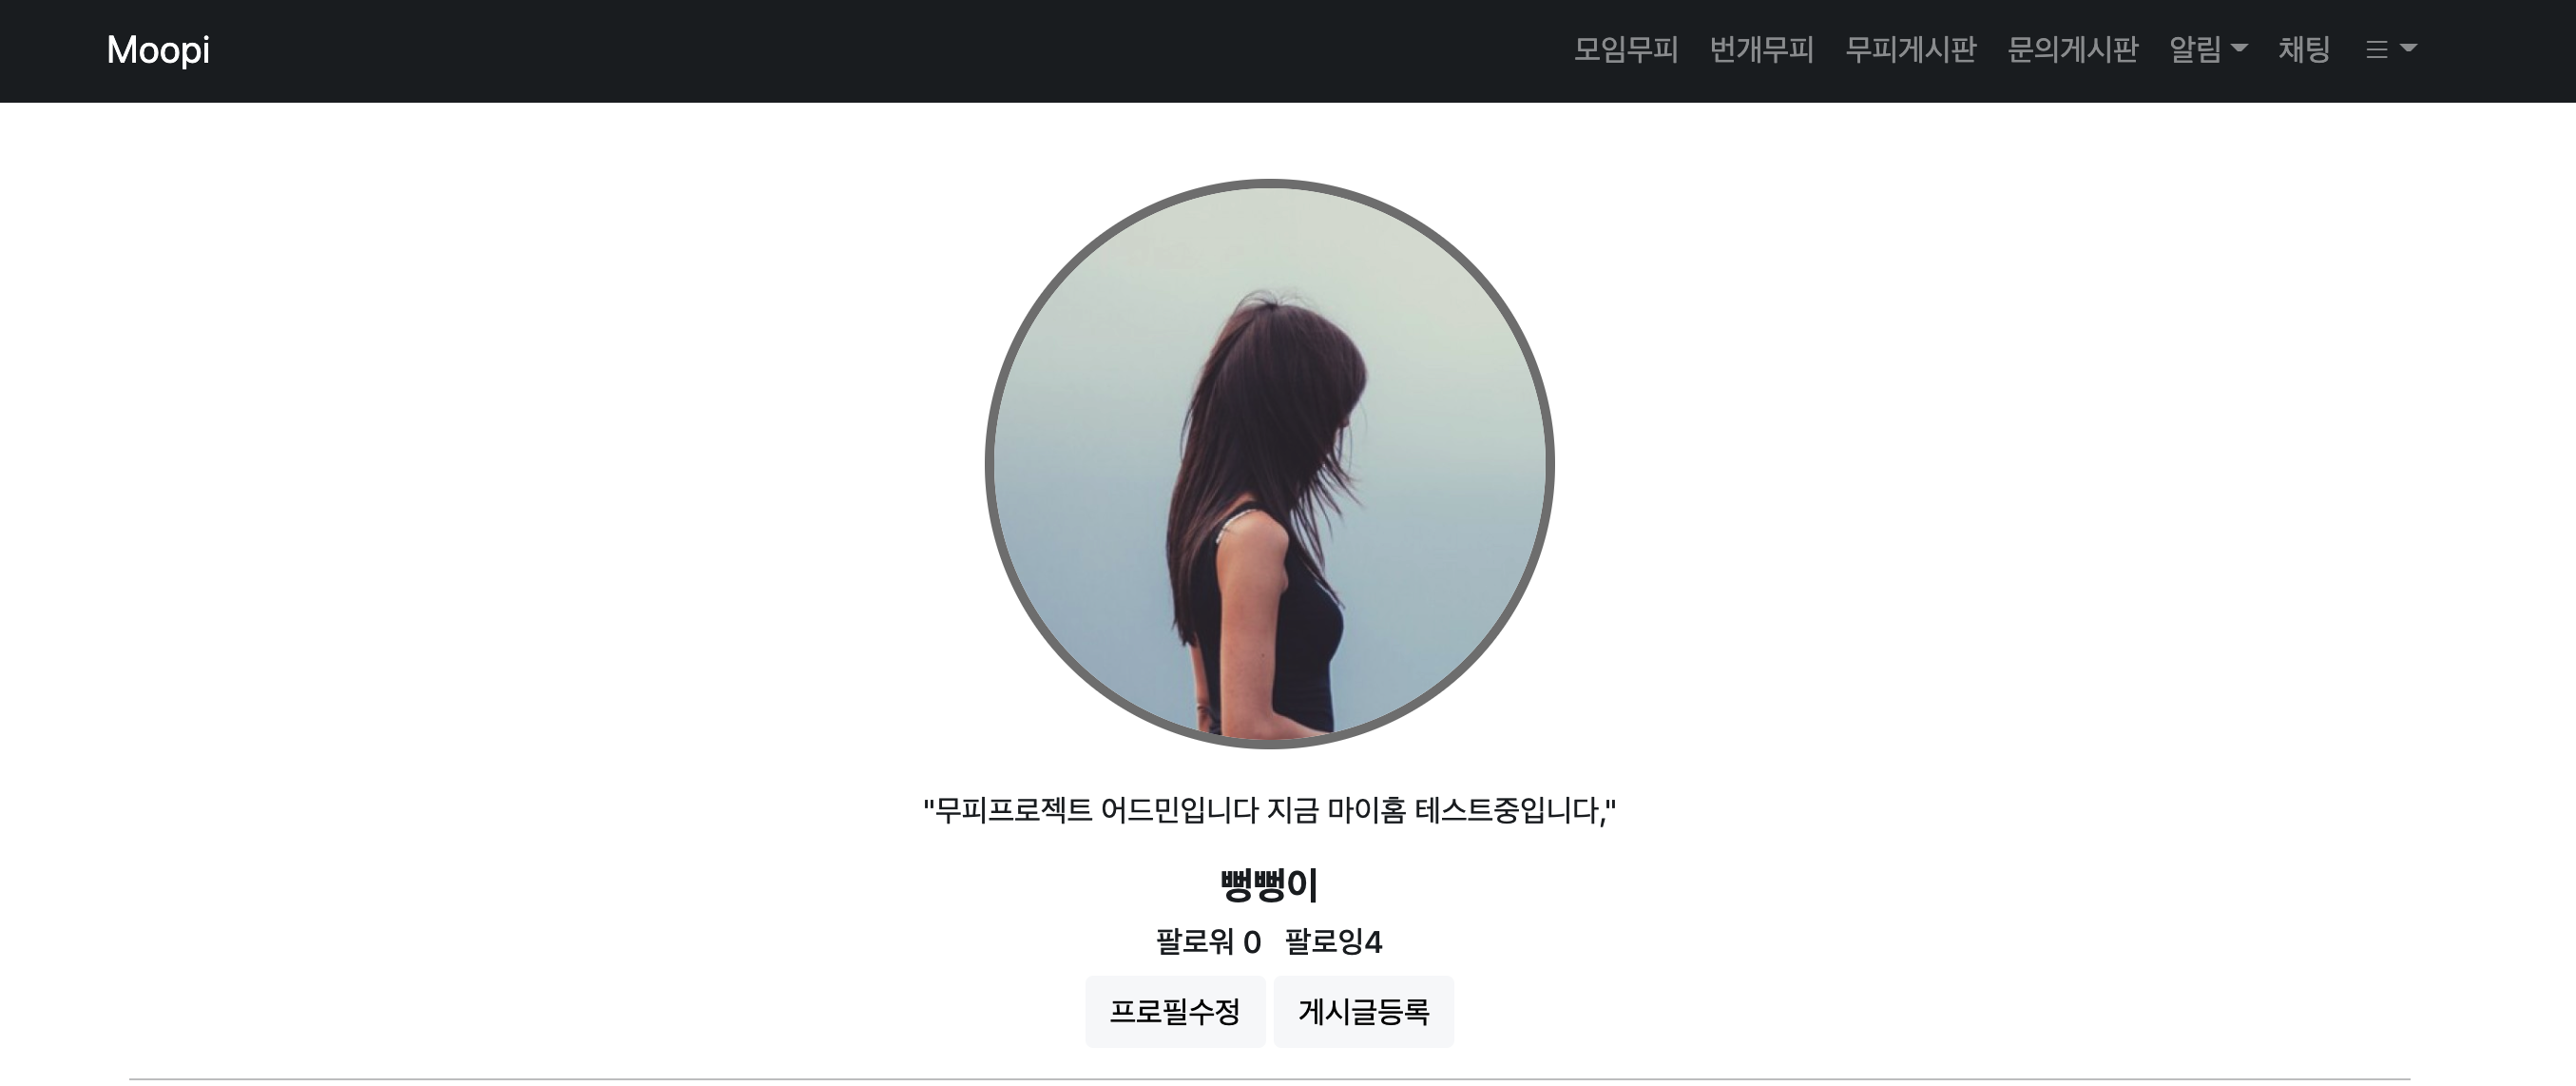 Moopi 모임무피 번개무피 무피게시판 문의게시판 알림 채팅
"무피프로젝트 어드민입니다 지금 마이홈 테스트중입니다,"
뻥뻥이
팔로워 0 팔로잉4
프로필수정 게시글등록